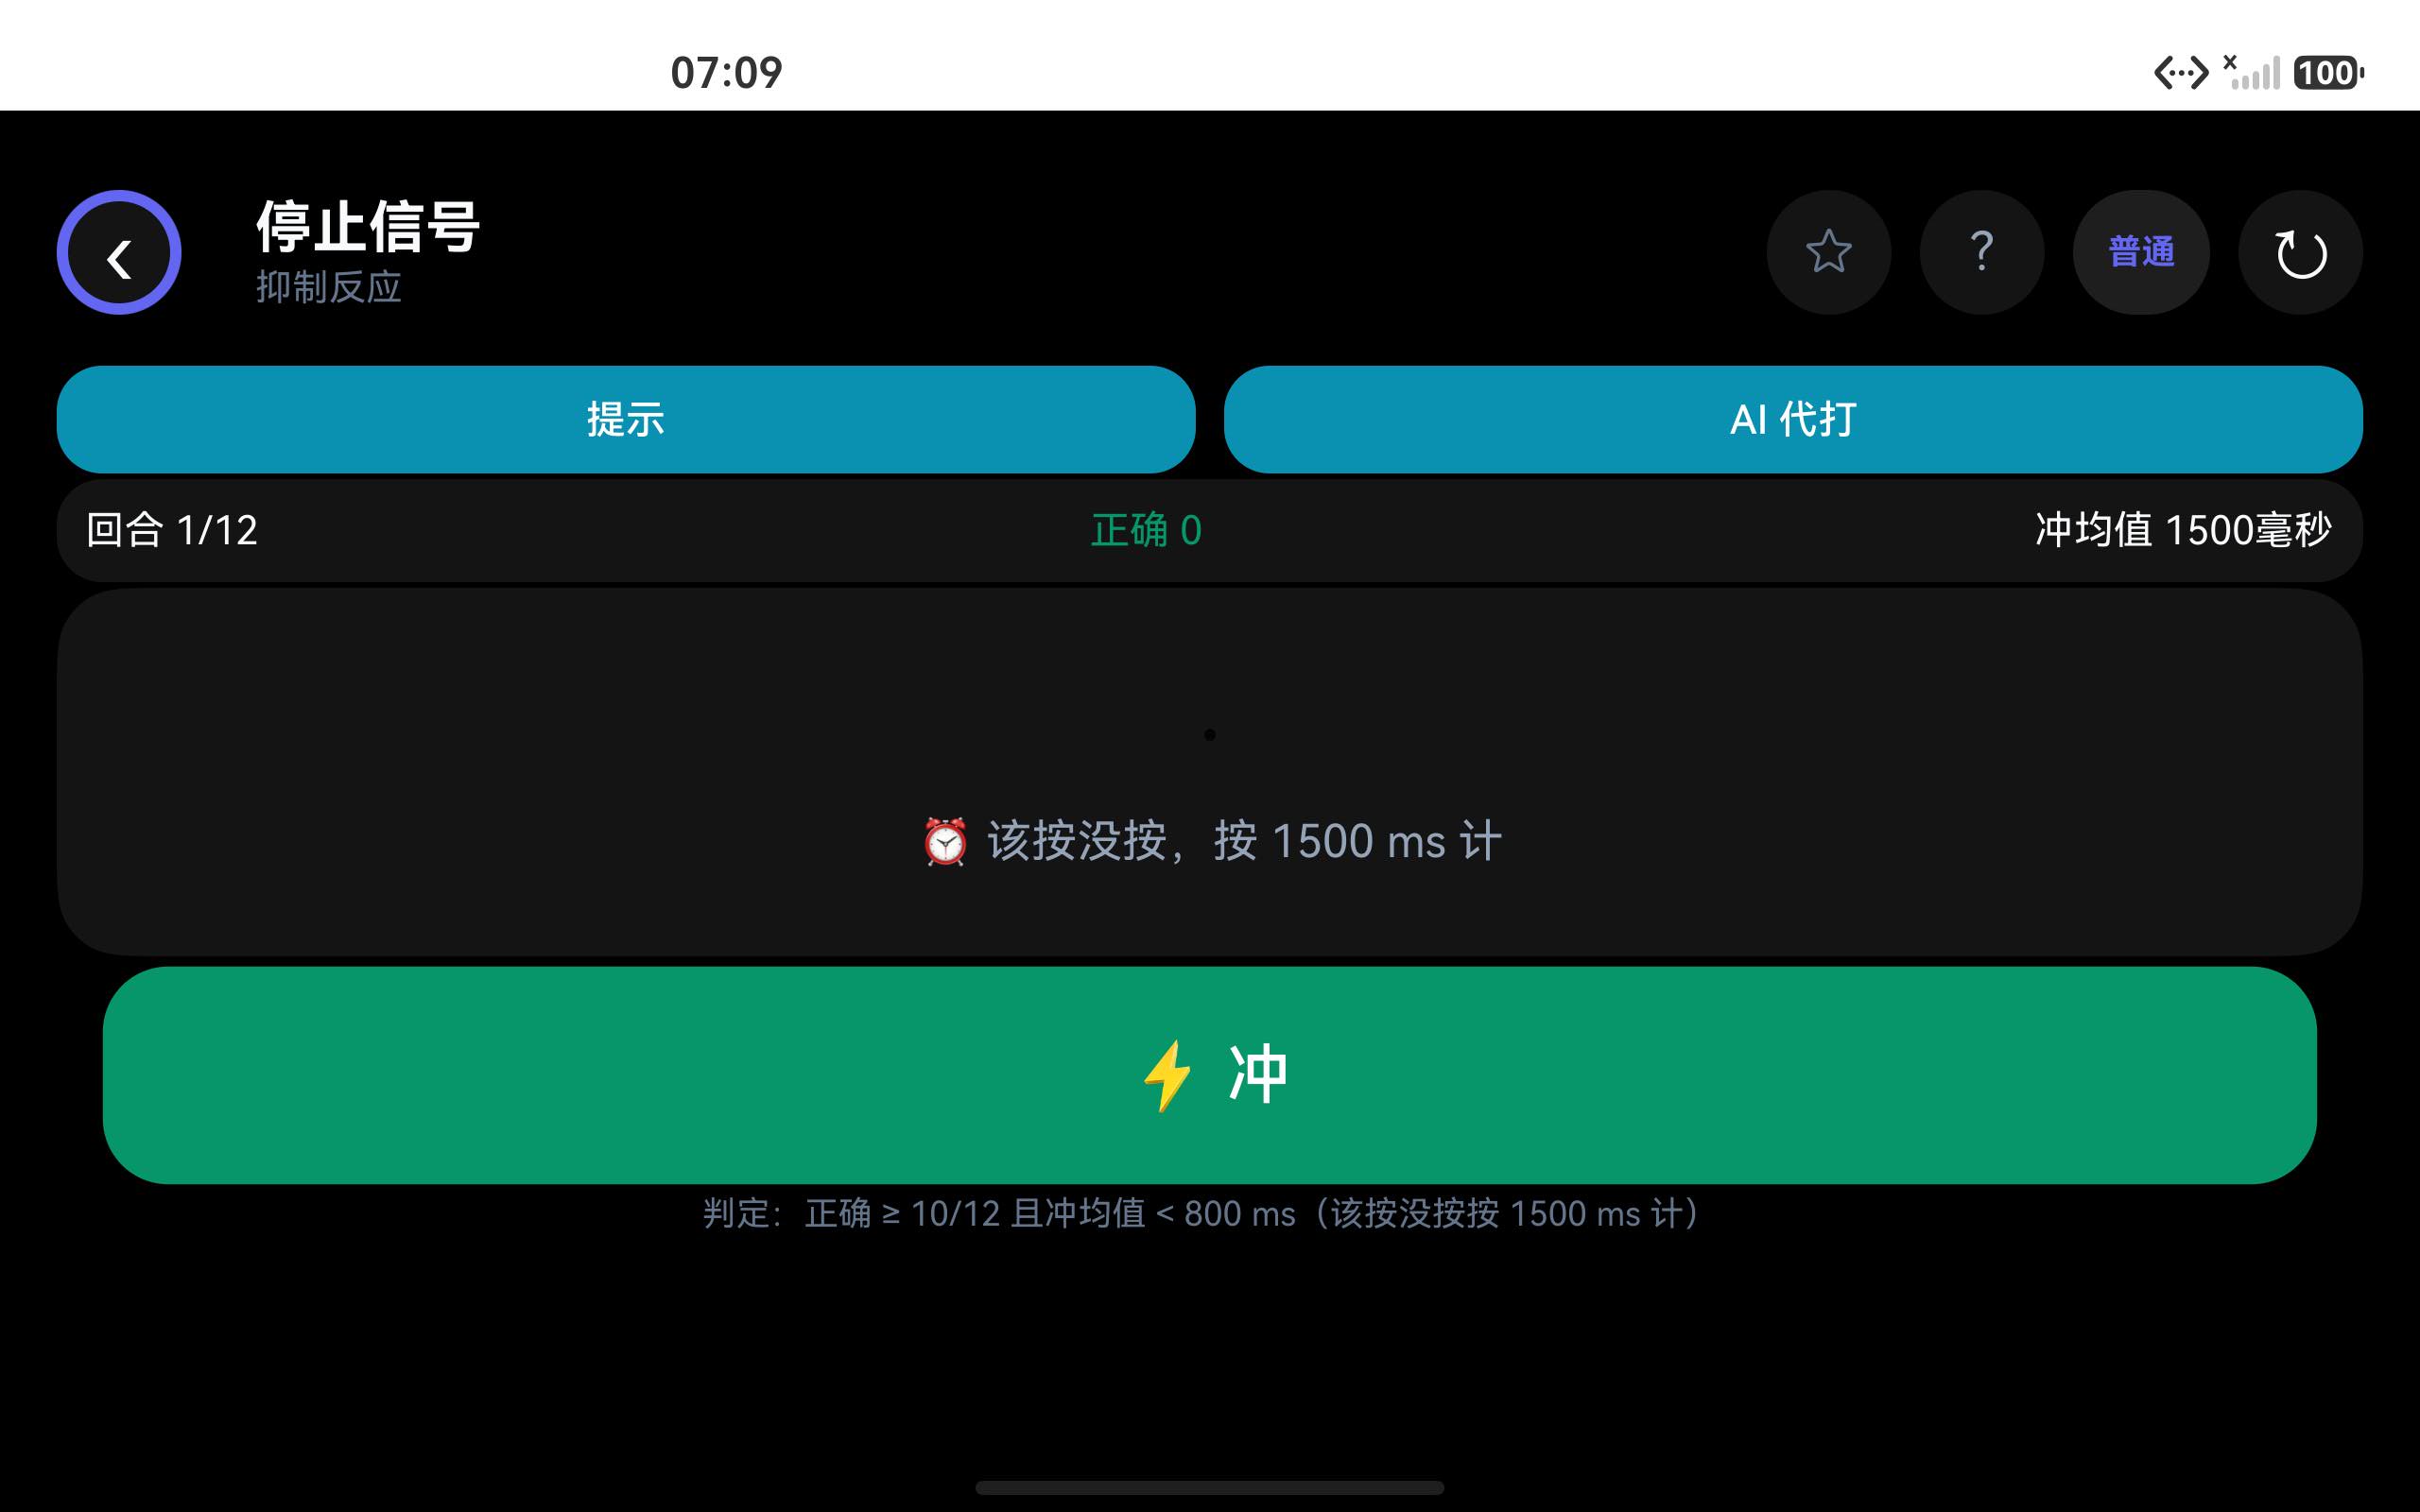 07:09
100
停止信号
抑制反应
?
普通
提示
AI 代打
回合 1/12
正确 0
冲均值 1500毫秒
⏰ 该按没按，按 1500 ms 计
⚡ 冲
判定：正确 ≥ 10/12 且冲均值 < 800 ms（该按没按按 1500 ms 计）